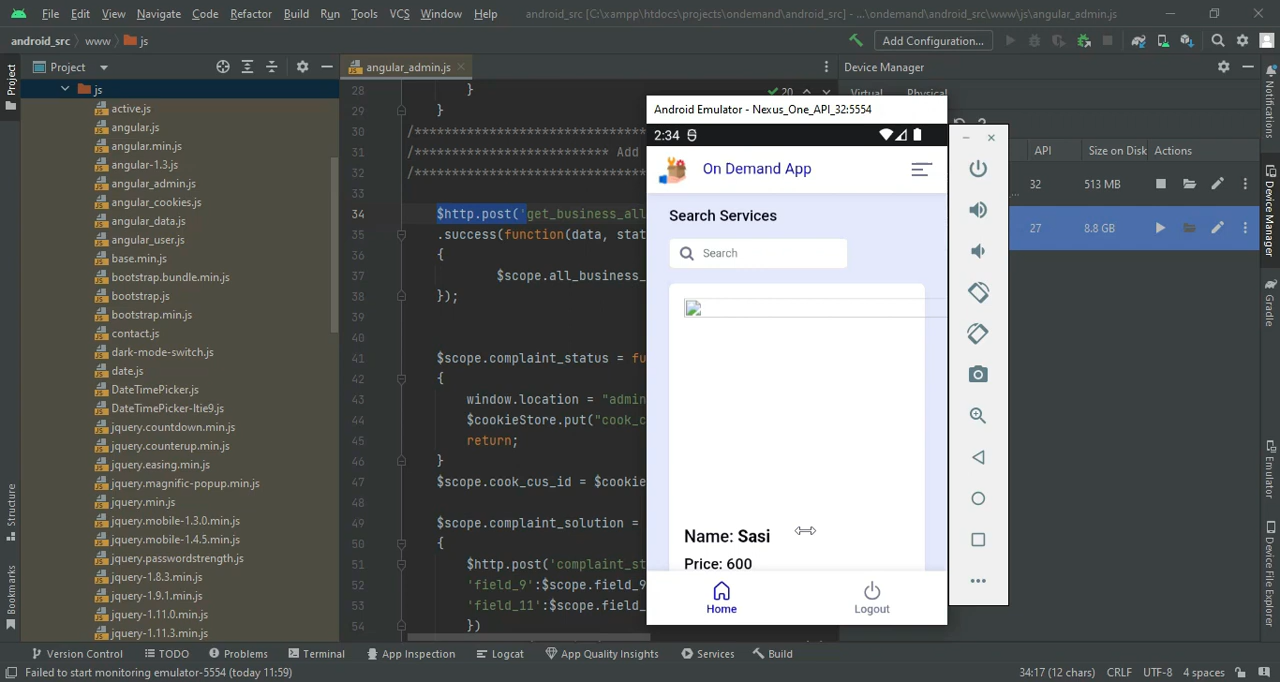 File Edit View Navigate Code Refactor Build Run Tools VCS Window Help android_src [C:\xampp\htdocs\projects\ondemand\android_src] - ...\ondemand\android_src\www\js\angular_admin.js
android_src www js Add Configuration...
Project angular_admin.js Device Manager
js
active.js
angular.js
angular.min.js
angular-1.3.js
angular_admin.js
angular_cookies.js
angular_data.js
angular_user.js
base.min.js
bootstrap.bundle.min.js
bootstrap.js
bootstrap.min.js
contact.js
dark-mode-switch.js
date.js
DateTimePicker.js
DateTimePicker-ltie9.js
jquery.countdown.min.js
jquery.counterup.min.js
jquery.easing.min.js
jquery.magnific-popup.min.js
jquery.min.js
jquery.mobile-1.3.0.min.js
jquery.mobile-1.4.5.min.js
jquery.passwordstrength.js
jquery-1.8.3.min.js
jquery-1.9.1.min.js
jquery-1.11.0.min.js
jquery-1.11.3.min.js
28 }
29 }
30 /*******************************
31 /************************** Add
32 /*******************************
33
34 $http.post('get_business_all
35 .success(function(data, stat
36 {
37 $scope.all_business_
38 });
39
40
41 $scope.complaint_status = fu
42 {
43 window.location = "admin
44 $cookieStore.put("cook_c
45 return;
46 }
47 $scope.cook_cus_id = $cookie
48
49 $scope.complaint_solution =
50 {
51 $http.post('complaint_st
52 'field_9':$scope.field_9
53 'field_11':$scope.field_
54 })
20
Virtual Physical
API Size on Disk Actions
32 513 MB
27 8.8 GB
Android Emulator - Nexus_One_API_32:5554
2:34
On Demand App
Search Services
Search
Name: Sasi
Price: 600
Home Logout
Project
Structure
Bookmarks
Notifications
Device Manager
Gradle
Emulator
Device File Explorer
Version Control TODO Problems Terminal App Inspection Logcat App Quality Insights Services Build
Failed to start monitoring emulator-5554 (today 11:59) 34:17 (12 chars) CRLF UTF-8 4 spaces